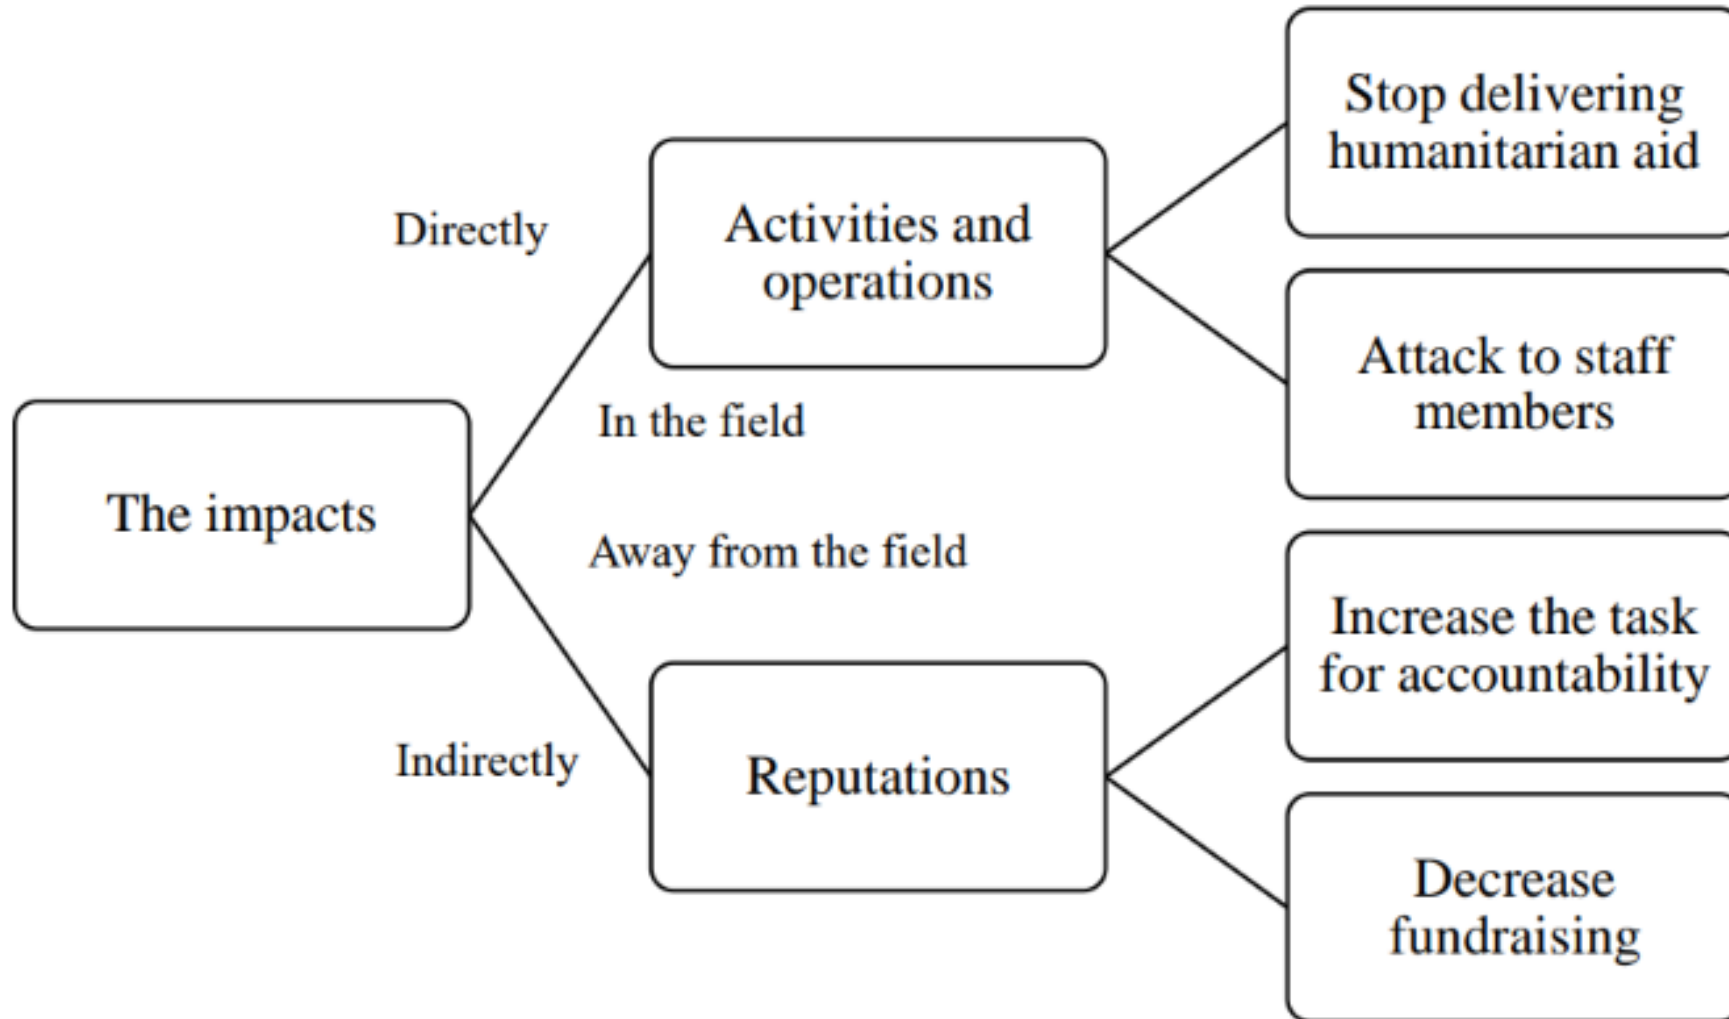 Stop delivering
humanitarian aid
Activities and
operations
Directly
Attack to staff
members
In the field
The impacts
Away from the field
Increase the task
for accountability
Indirectly
Reputations
Decrease
fundraising